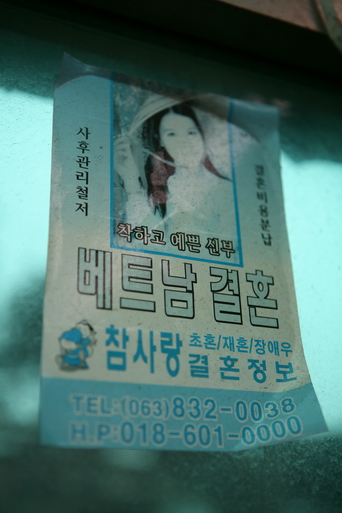 사후관리철저
결혼비용분납
착하고 예쁜 신부
베트남 결혼
참사랑 초혼/재혼/장애우
결혼정보
TEL:(063)832-0038
H.P:018-601-0000